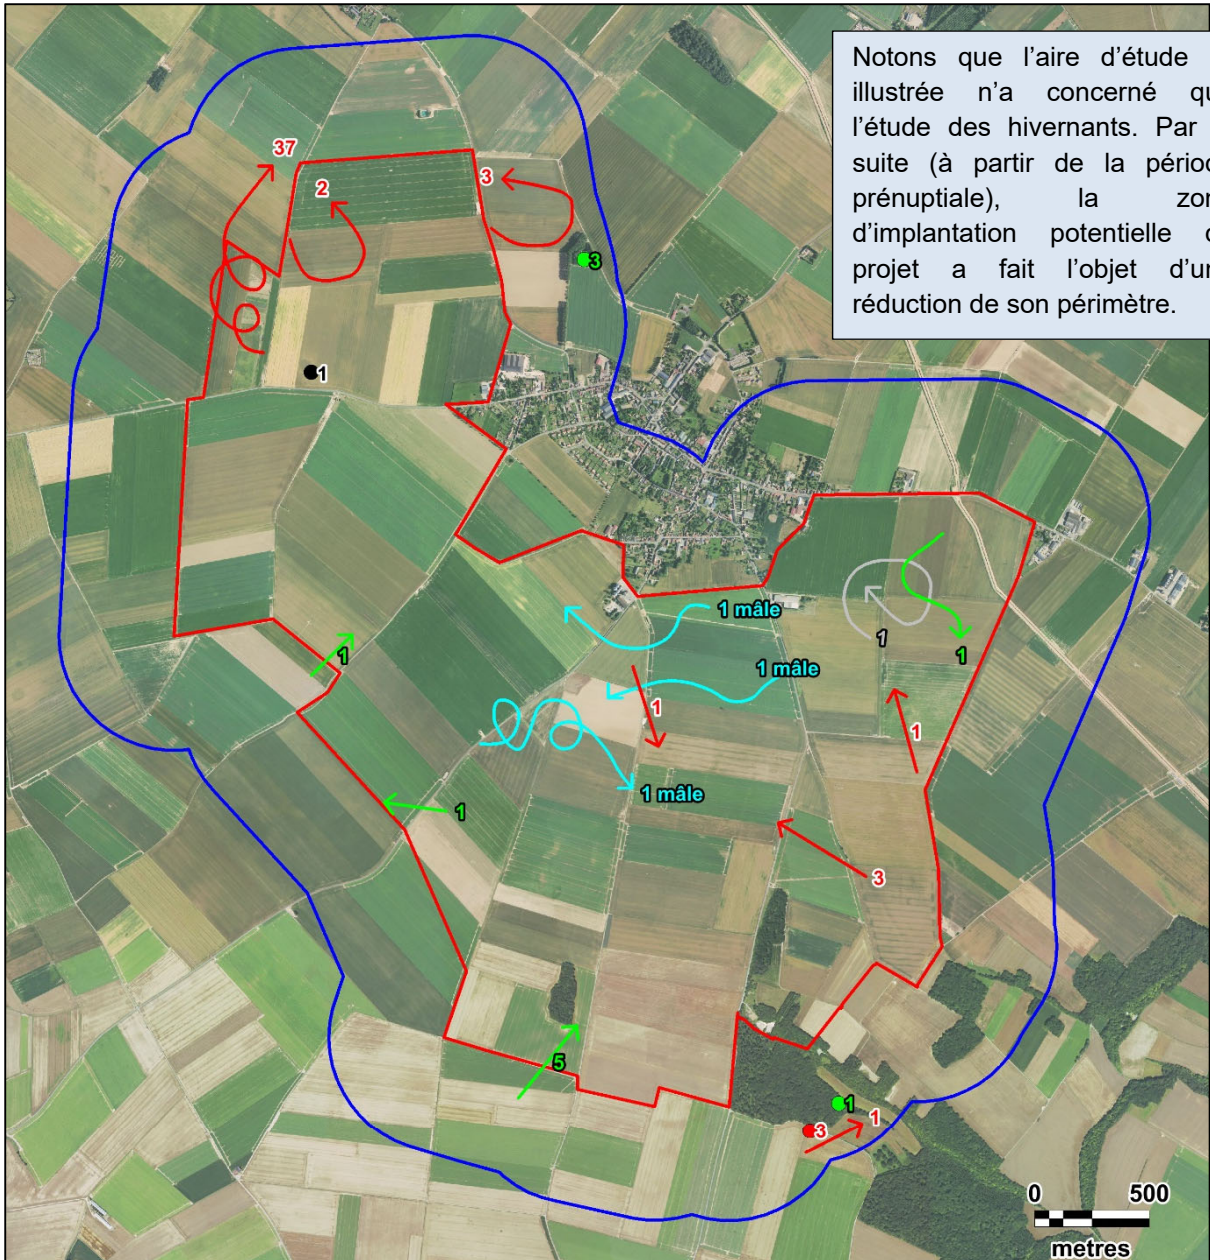 Notons que l'aire d'étude
illustrée n'a concerné qu
l'étude des hivernants. Par
suite (à partir de la périod
prénuptiale), la zon
d'implantation potentielle d
projet a fait l'objet d'un
réduction de son périmètre.
37
2
3
3
1
1 mâle
1
1
1
1 mâle
1
1
1 mâle
1
3
5
1
3
1
0 500
metres